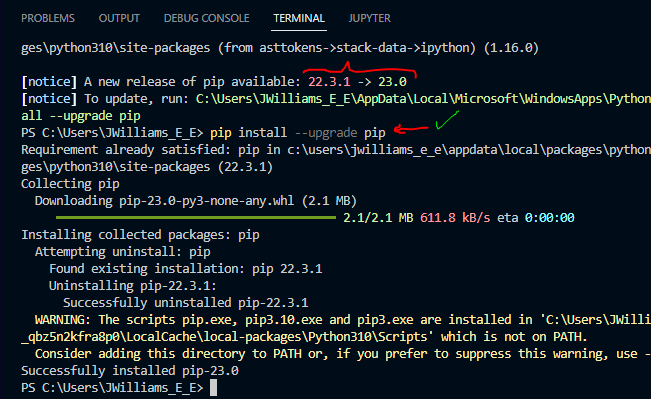 PROBLEMS OUTPUT DEBUG CONSOLE TERMINAL JUPYTER
ges\python310\site-packages (from asttokens->stack-data->ipython) (1.16.0)
[notice] A new release of pip available: 22.3.1 -> 23.0
[notice] To update, run: C:\Users\JWilliams_E_E\AppData\Local\Microsoft\WindowsApps\Python
all --upgrade pip
PS C:\Users\JWilliams_E_E> pip install --upgrade pip
Requirement already satisfied: pip in c:\users\jwilliams_e_e\appdata\local\packages\python
ges\python310\site-packages (22.3.1)
Collecting pip
Downloading pip-23.0-py3-none-any.whl (2.1 MB)
2.1/2.1 MB 611.8 kB/s eta 0:00:00
Installing collected packages: pip
Attempting uninstall: pip
Found existing installation: pip 22.3.1
Uninstalling pip-22.3.1:
Successfully uninstalled pip-22.3.1
WARNING: The scripts pip.exe, pip3.10.exe and pip3.exe are installed in 'C:\Users\JWilli
_qbz5n2kfra8p0\LocalCache\local-packages\Python310\Scripts' which is not on PATH.
Consider adding this directory to PATH or, if you prefer to suppress this warning, use -
Successfully installed pip-23.0
PS C:\Users\JWilliams_E_E>